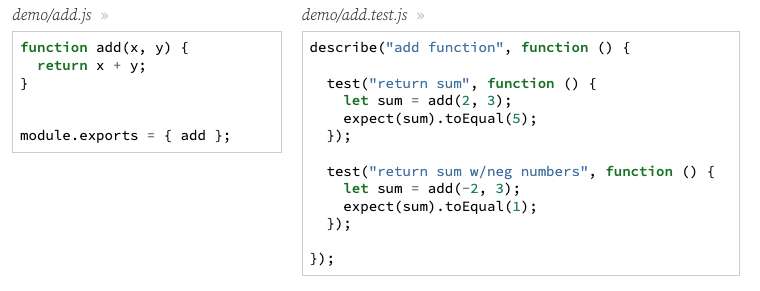 demo/add.js »
function add(x, y) {
  return x + y;
}
module.exports = { add };
demo/add.test.js »
describe("add function", function () {
  test("return sum", function () {
    let sum = add(2, 3);
    expect(sum).toEqual(5);
  });
  test("return sum w/neg numbers", function () {
    let sum = add(-2, 3);
    expect(sum).toEqual(1);
  });
});